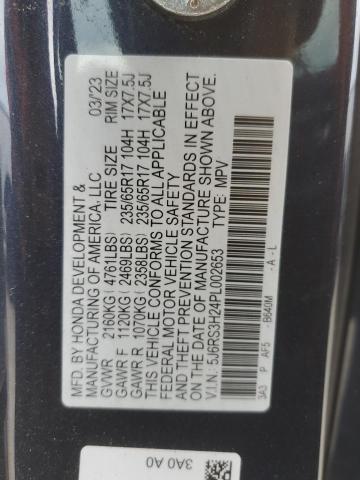 MFD. BY HONDA DEVELOPMENT &
MANUFACTURING OF AMERICA, LLC 03/'23
GVWR 2160KG ( 4761LBS) TIRE SIZE RIM SIZE
GAWR F 1120KG ( 2469LBS) 235/65R17 104H 17X7.5J
GAWR R 1070KG ( 2358LBS) 235/65R17 104H 17X7.5J
THIS VEHICLE CONFORMS TO ALL APPLICABLE
FEDERAL MOTOR VEHICLE SAFETY
AND THEFT PREVENTION STANDARDS IN EFFECT
ON THE DATE OF MANUFACTURE SHOWN ABOVE.
V.I.N: 5J6RS3H24PL002653 TYPE: MPV
3A3 P AF5 -B640M -A-L
3A0 A0